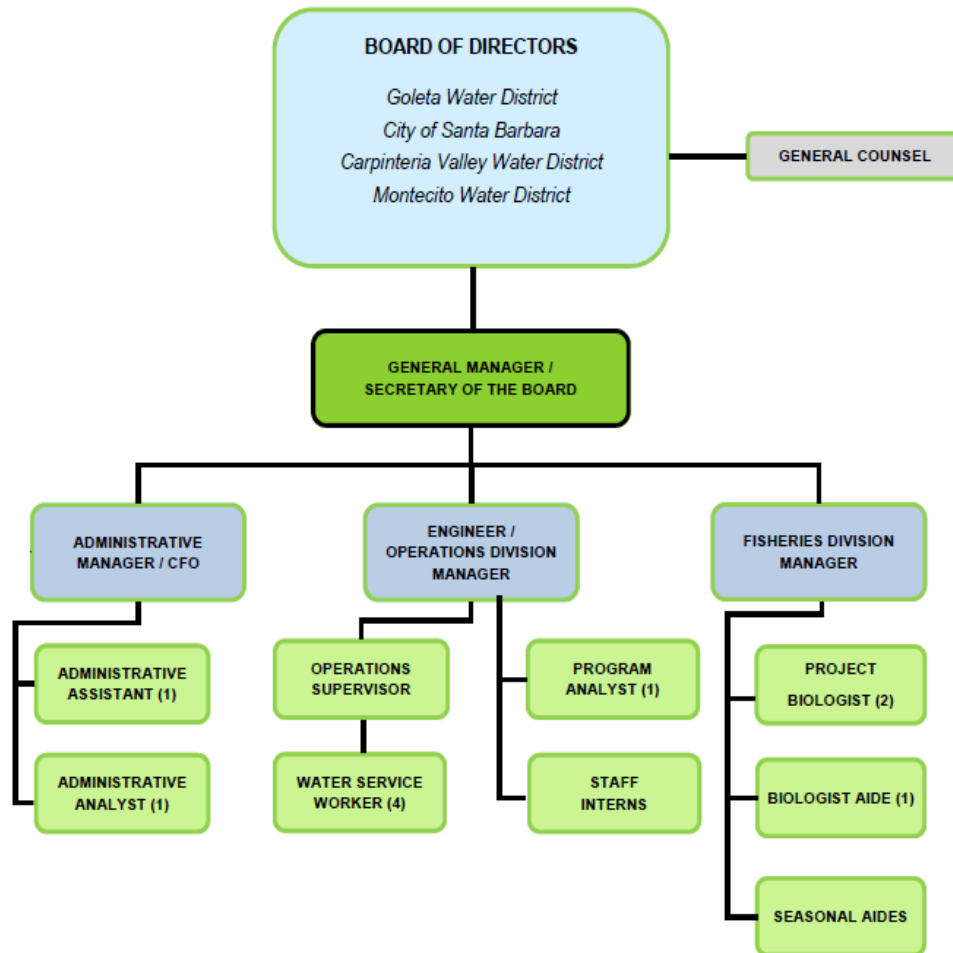 BOARD OF DIRECTORS
Goleta Water District
City of Santa Barbara
Carpinteria Valley Water District
Montecito Water District
GENERAL COUNSEL
GENERAL MANAGER /
SECRETARY OF THE BOARD
ADMINISTRATIVE
MANAGER / CFO
ENGINEER /
OPERATIONS DIVISION
MANAGER
FISHERIES DIVISION
MANAGER
ADMINISTRATIVE
ASSISTANT (1)
ADMINISTRATIVE
ANALYST (1)
OPERATIONS
SUPERVISOR
WATER SERVICE
WORKER (4)
PROGRAM
ANALYST (1)
STAFF
INTERNS
PROJECT
BIOLOGIST (2)
BIOLOGIST AIDE (1)
SEASONAL AIDES